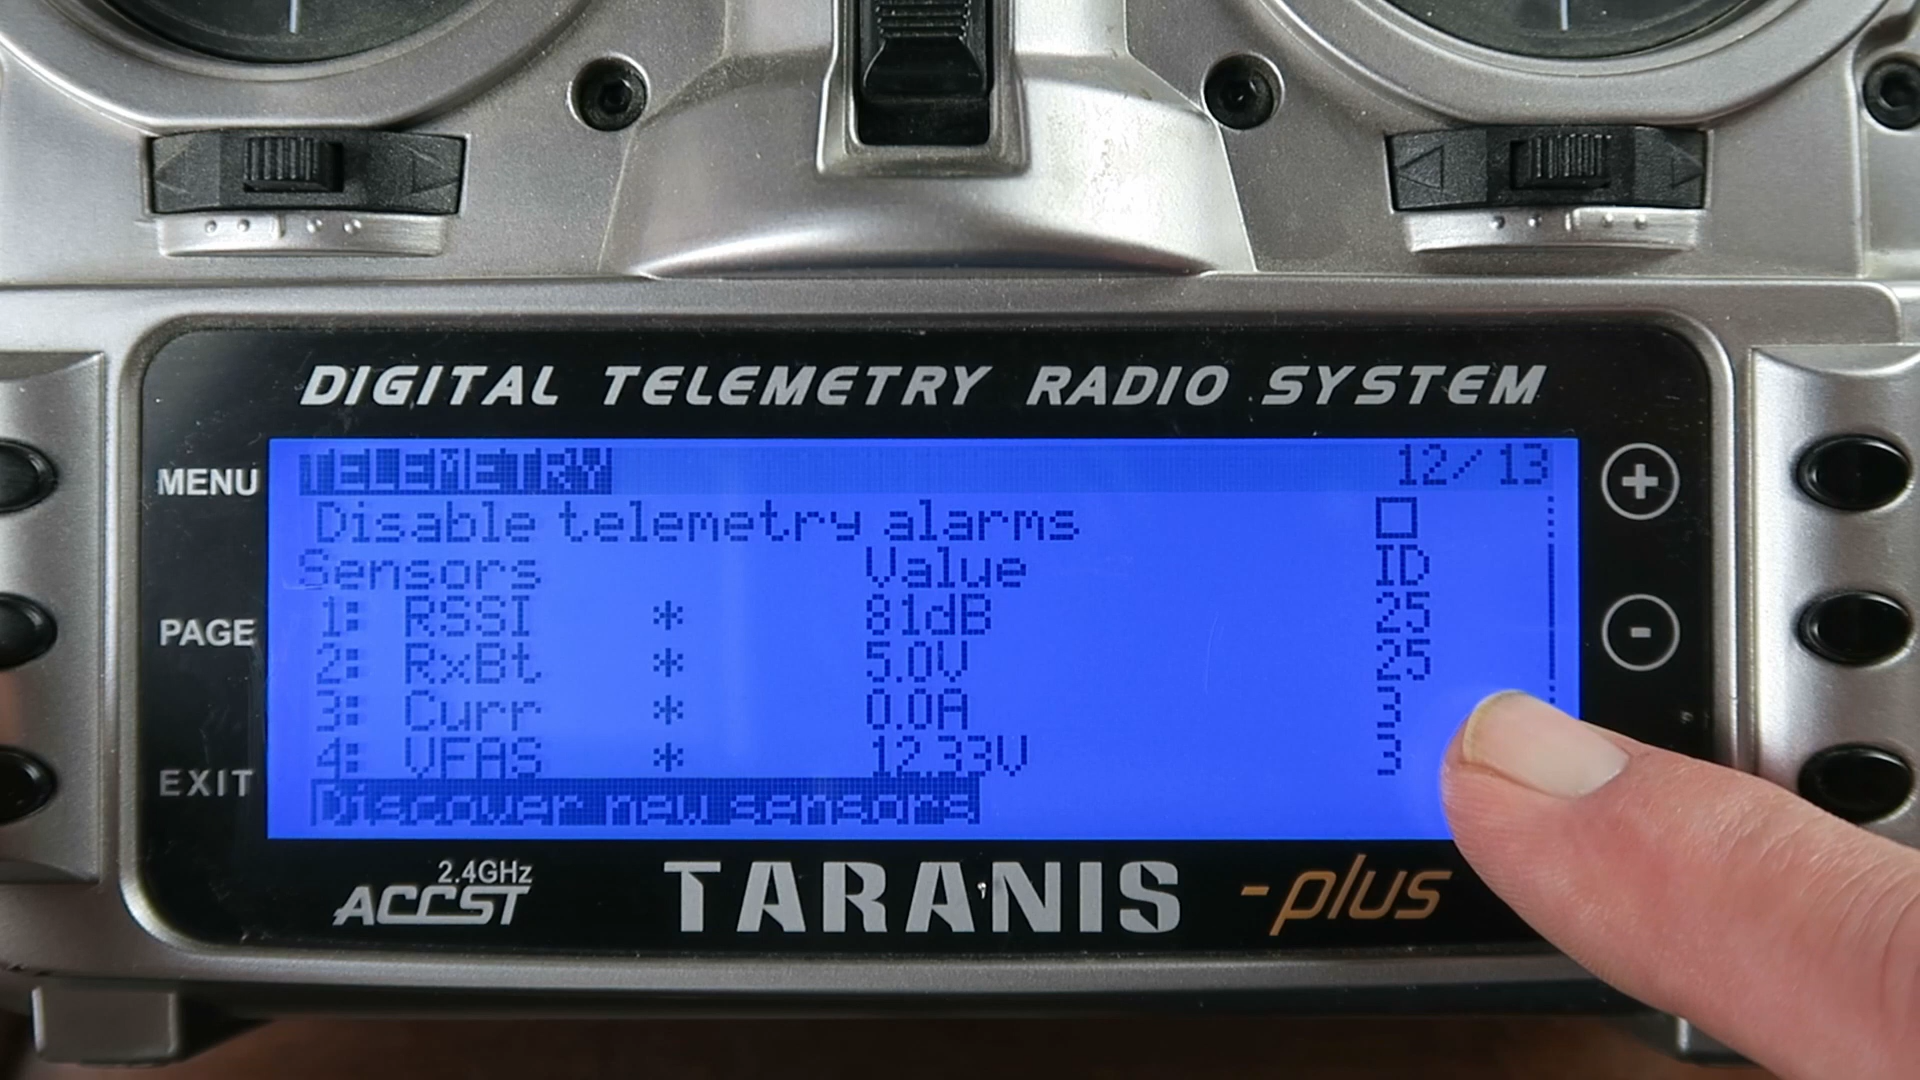 DIGITAL TELEMETRY RADIO SYSTEM
MENU
PAGE
EXIT
TELEMETRY 12/13
Disable telemetry alarms
Sensors Value ID
1: RSSI * 81dB 25
2: RxBt * 5.0V 25
3: Curr * 0.0A 3
4: VFAS * 12.33V 3
Discover new sensors
+
-
2.4GHz
ACCST
TARANIS -plus